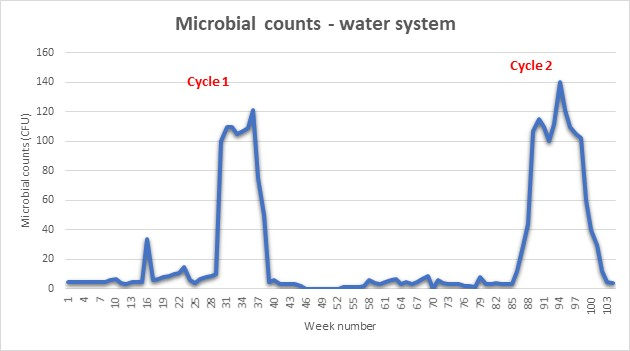 Microbial counts - water system
Cycle 1
Cycle 2
Microbial counts (CFU)
160
140
120
100
80
60
40
20
0
1 4 7 10 13 16 19 22 25 28 31 34 37 40 43 46 49 52 55 58 61 64 67 70 73 76 79 82 85 88 91 94 97 100 103
Week number